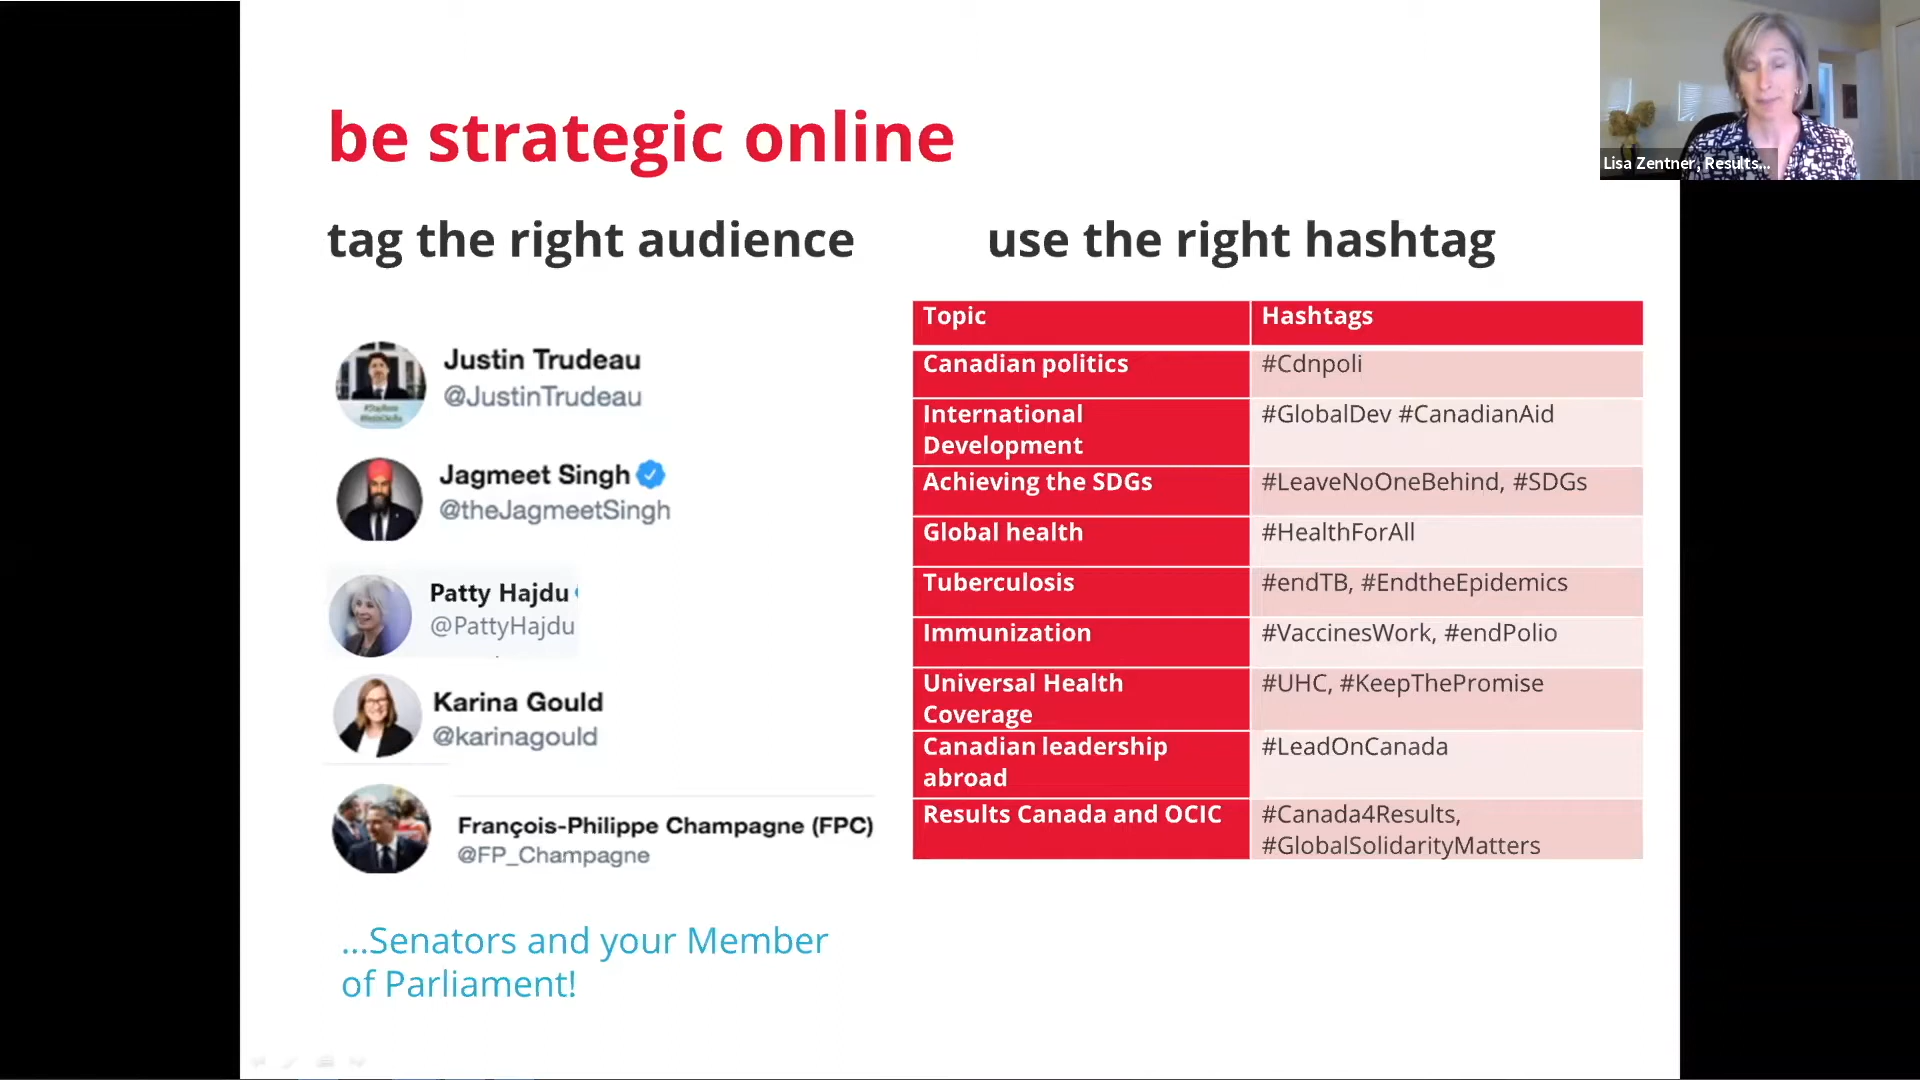 be strategic online
tag the right audience
Justin Trudeau
@JustinTrudeau
Jagmeet Singh
@theJagmeetSingh
Patty Hajdu
@PattyHajdu
Karina Gould
@karinagould
François-Philippe Champagne (FPC)
@FP_Champagne
...Senators and your Member
of Parliament!
use the right hashtag
Topic Hashtags
Canadian politics #Cdnpoli
International #GlobalDev #CanadianAid
Development
Achieving the SDGs #LeaveNoOneBehind, #SDGs
Global health #HealthForAll
Tuberculosis #endTB, #EndtheEpidemics
Immunization #VaccinesWork, #endPolio
Universal Health #UHC, #KeepThePromise
Coverage
Canadian leadership #LeadOnCanada
abroad
Results Canada and OCIC #Canada4Results,
#GlobalSolidarityMatters
Lisa Zentner, Results...